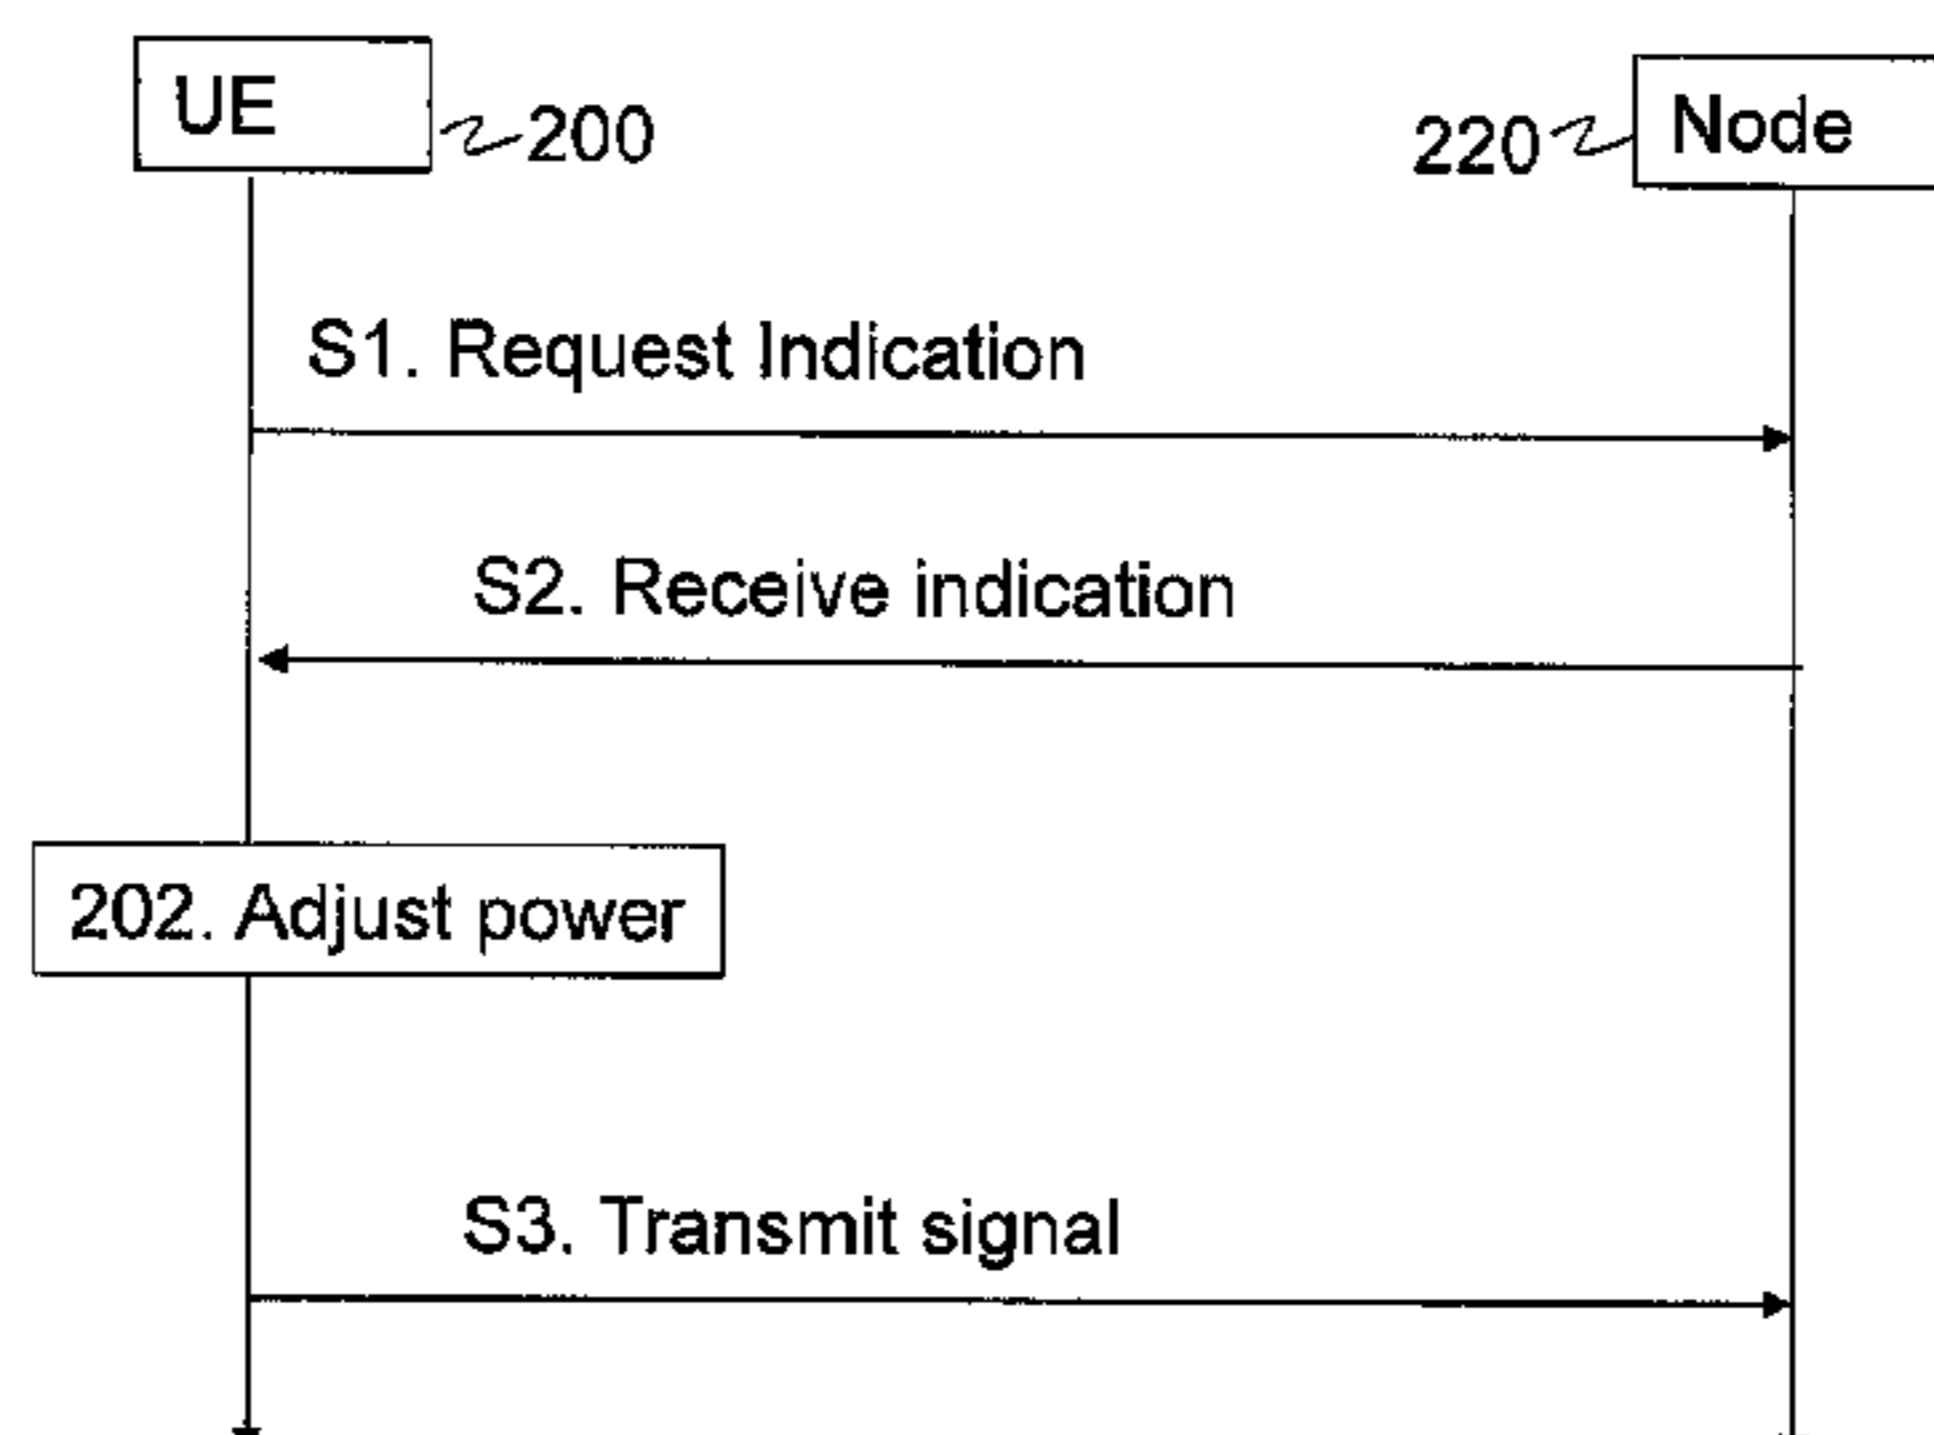 UE
200
220
Node
S1. Request Indication
S2. Receive indication
202. Adjust power
S3. Transmit signal